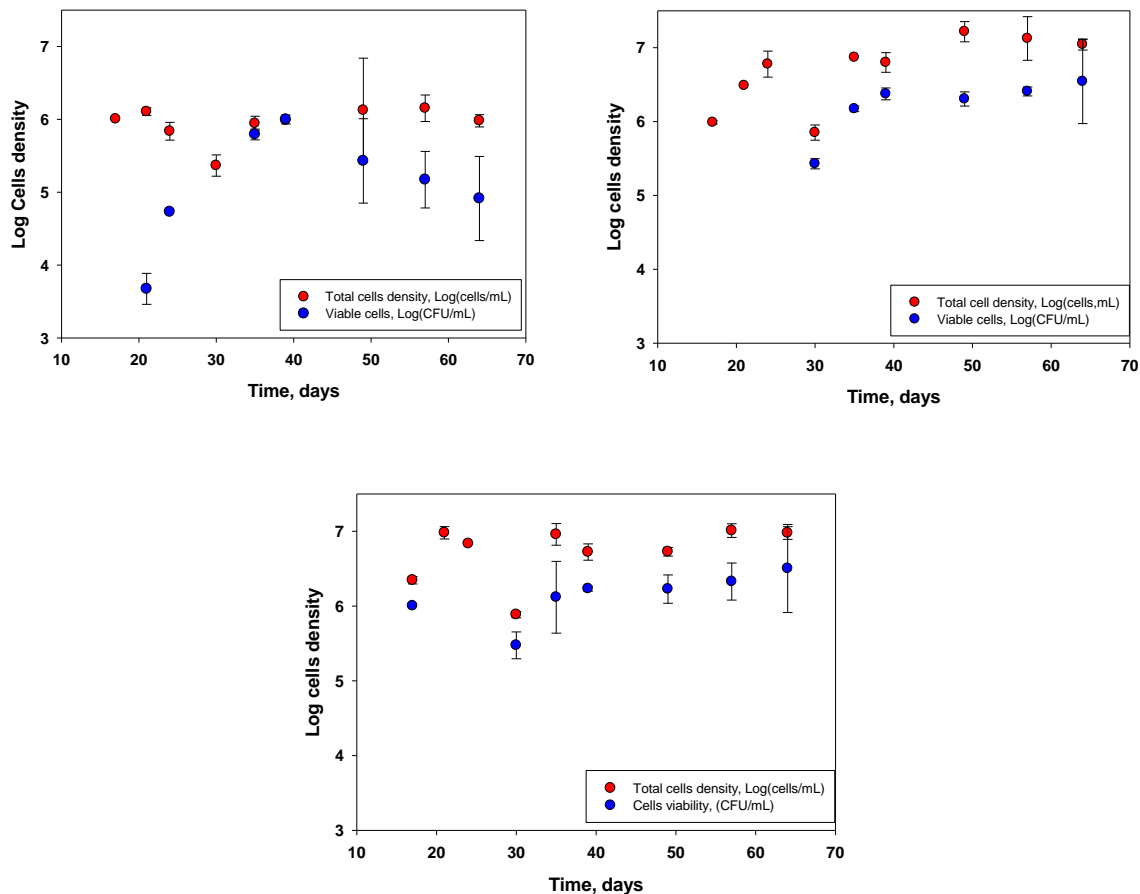 Log Cells density
7
6
5
4
3
10 20 30 40 50 60 70
Time, days
Total cells density, Log(cells/mL)
Viable cells, Log(CFU/mL)
Log cells density
7
6
5
4
3
10 20 30 40 50 60 70
Time, days
Total cell density, Log(cells,mL)
Viable cells, Log(CFU/mL)
Log cells density
7
6
5
4
3
10 20 30 40 50 60 70
Time, days
Total cells density, Log(cells/mL)
Cells viability, (CFU/mL)